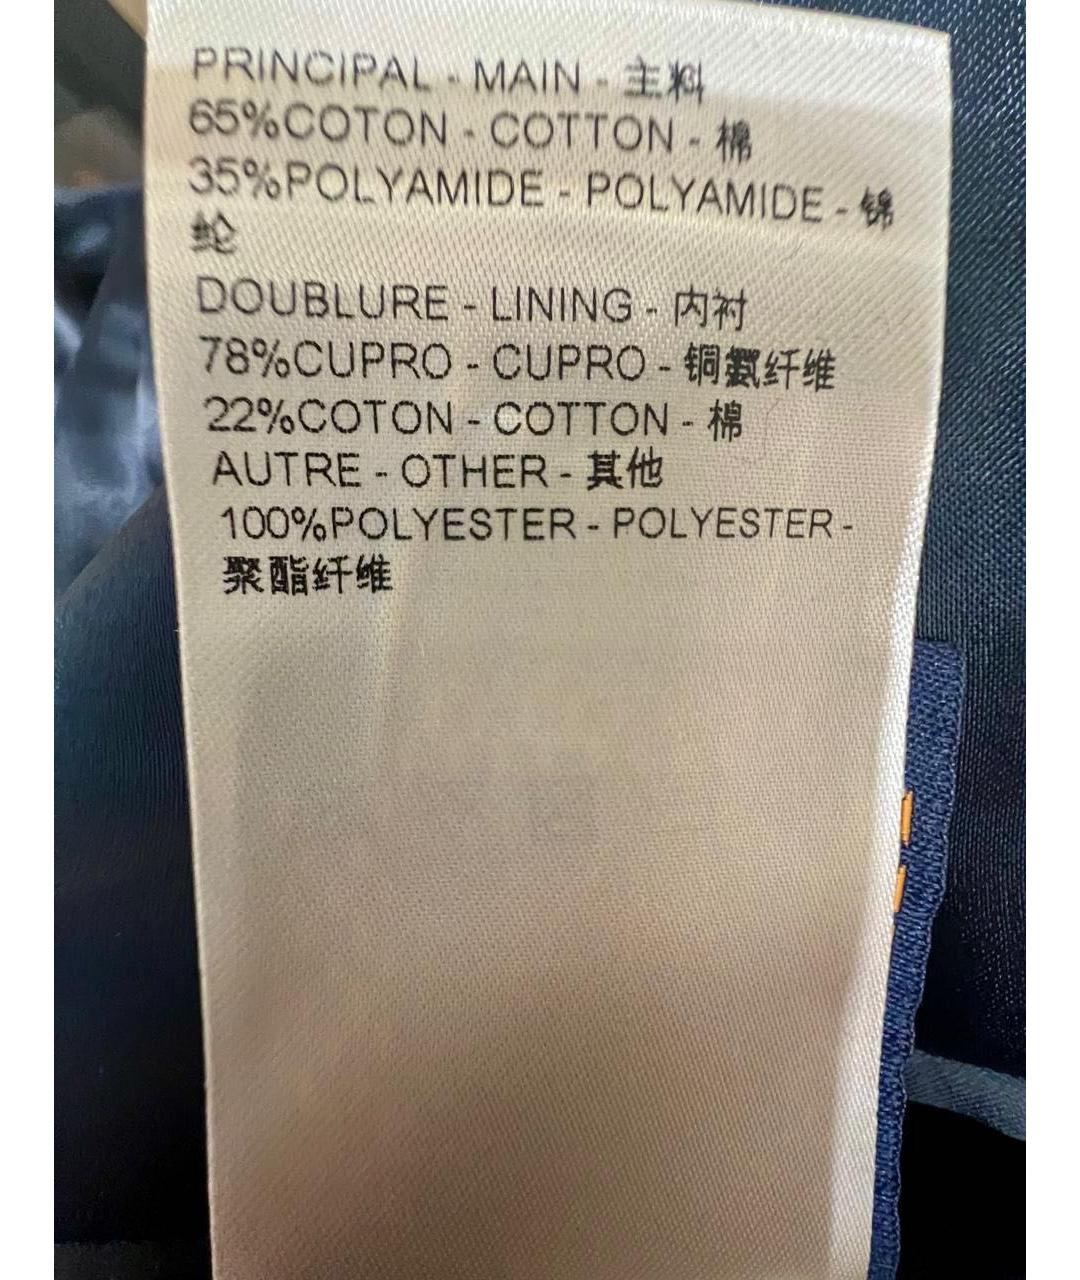 PRINCIPAL - MAIN - 主料
65%COTON - COTTON - 棉
35%POLYAMIDE - POLYAMIDE - 锦
纶
DOUBLURE - LINING - 内衬
78%CUPRO - CUPRO - 铜氨纤维
22%COTON - COTTON - 棉
AUTRE - OTHER - 其他
100%POLYESTER - POLYESTER -
聚酯纤维